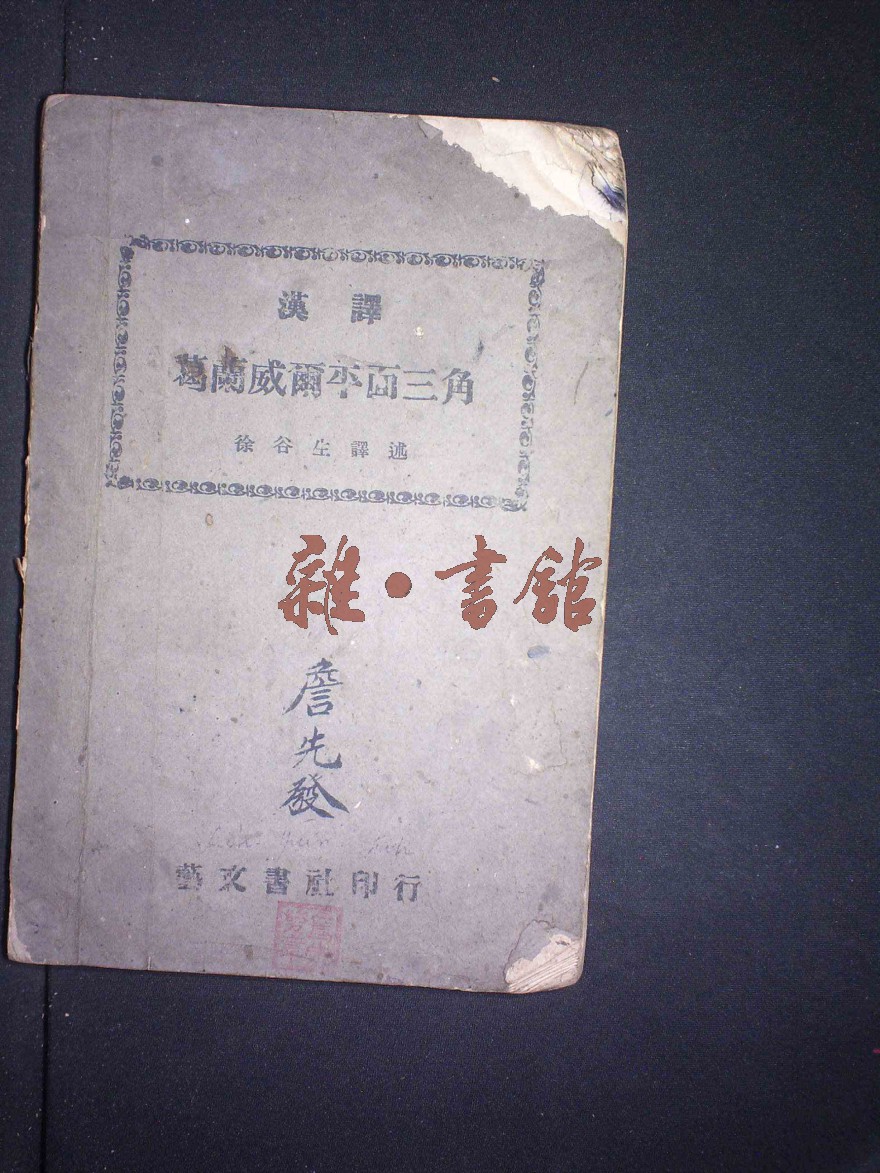 漢譯
葛蘭威爾平面三角
徐谷生譯述
雜·書館
詹先發
藝文書社印行